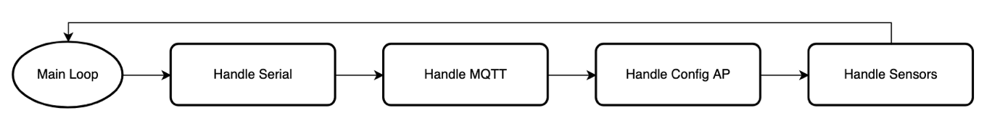 Main Loop
Handle Serial
Handle MQTT
Handle Config AP
Handle Sensors